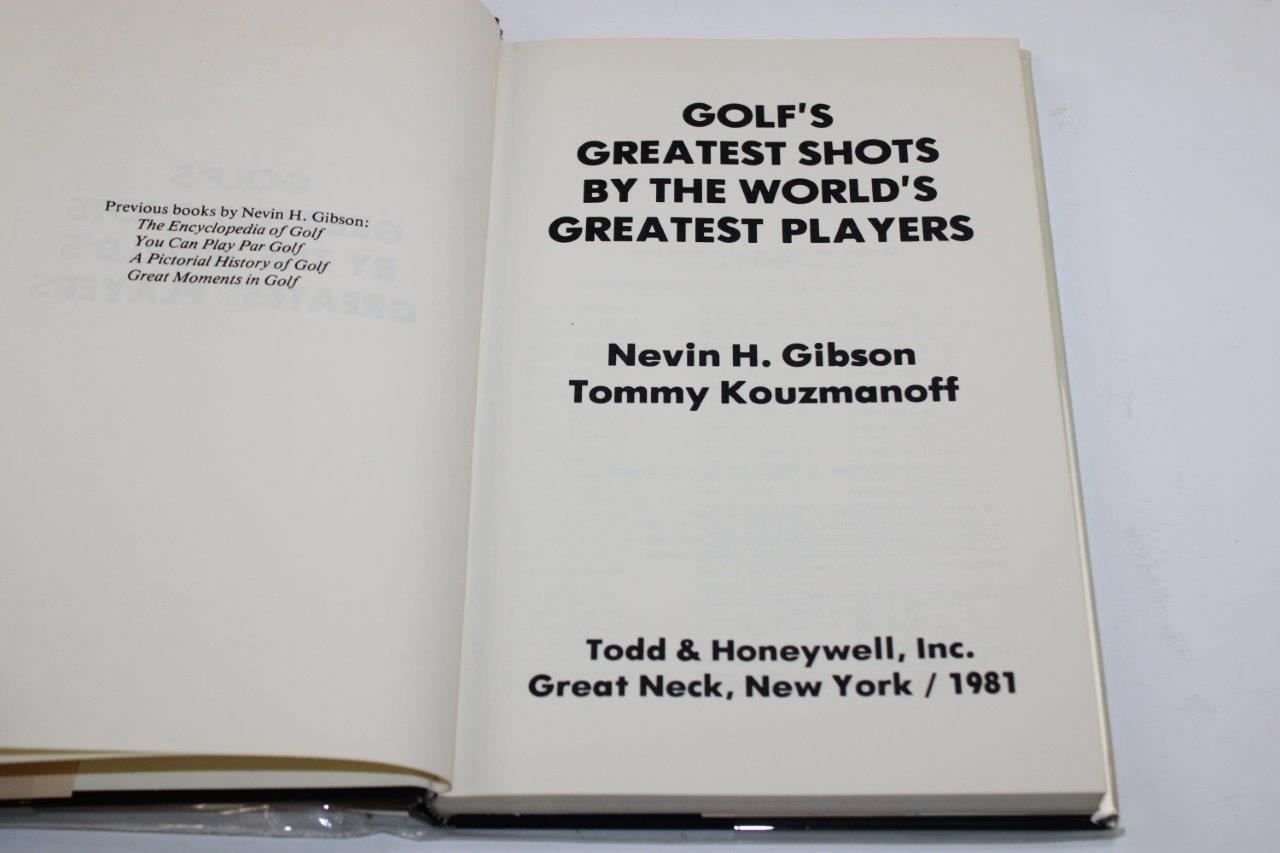 Previous books by Nevin H. Gibson:
The Encyclopedia of Golf
You Can Play Par Golf
A Pictorial History of Golf
Great Moments in Golf
GOLF'S
GREATEST SHOTS
BY THE WORLD'S
GREATEST PLAYERS
Nevin H. Gibson
Tommy Kouzmanoff
Todd & Honeywell, Inc.
Great Neck, New York / 1981